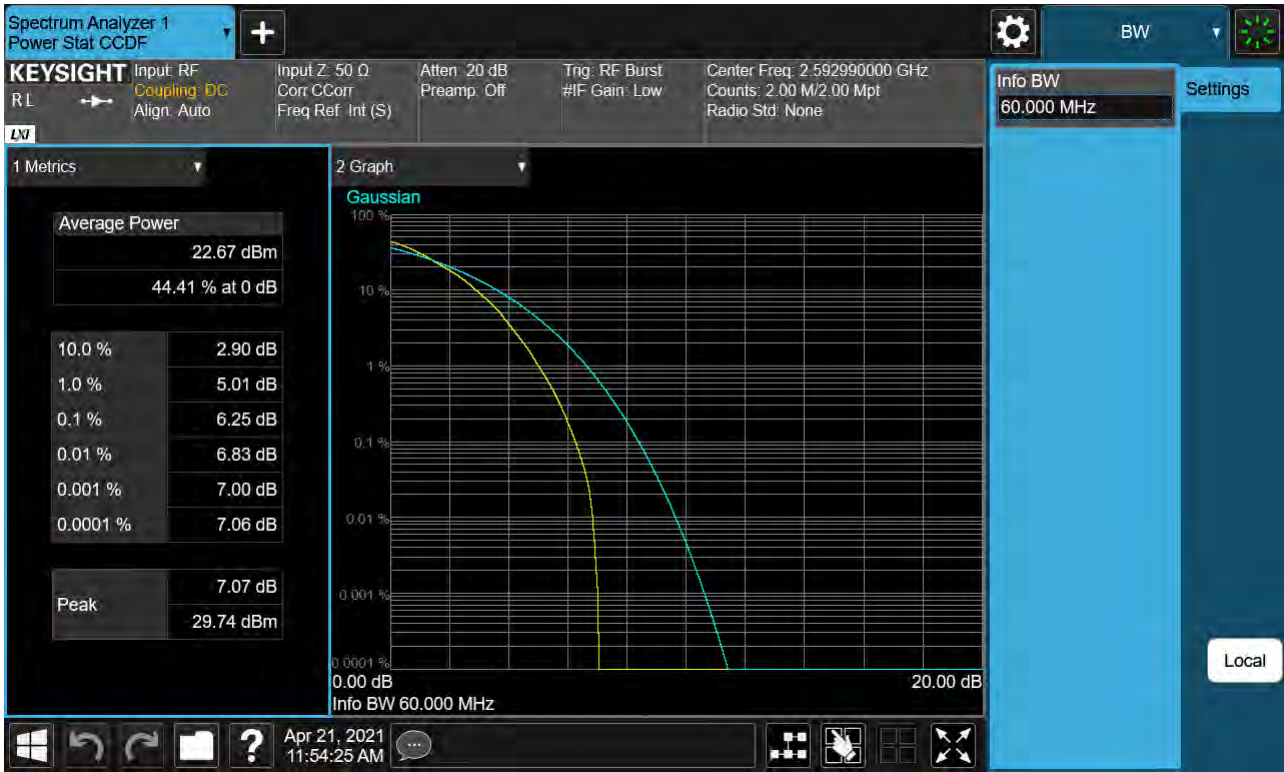 Spectrum Analyzer 1
Power Stat CCDF
BW
KEYSIGHT
RL
LXI
Input: RF
Coupling: DC
Align: Auto
Input Z: 50 Ω
Corr CCorr
Freq Ref: Int (S)
Atten: 20 dB
Preamp: Off
Trig: RF Burst
#IF Gain: Low
Center Freq: 2.592990000 GHz
Counts: 2.00 M/2.00 Mpt
Radio Std: None
Info BW
60.000 MHz
Settings
1 Metrics
Average Power
22.67 dBm
44.41 % at 0 dB
10.0 % 2.90 dB
1.0 % 5.01 dB
0.1 % 6.25 dB
0.01 % 6.83 dB
0.001 % 7.00 dB
0.0001 % 7.06 dB
Peak 7.07 dB
29.74 dBm
2 Graph
Gaussian
100 %
10 %
1 %
0.1 %
0.01 %
0.001 %
0.0001 %
0.00 dB 20.00 dB
Info BW 60.000 MHz
Local
?
Apr 21, 2021
11:54:25 AM